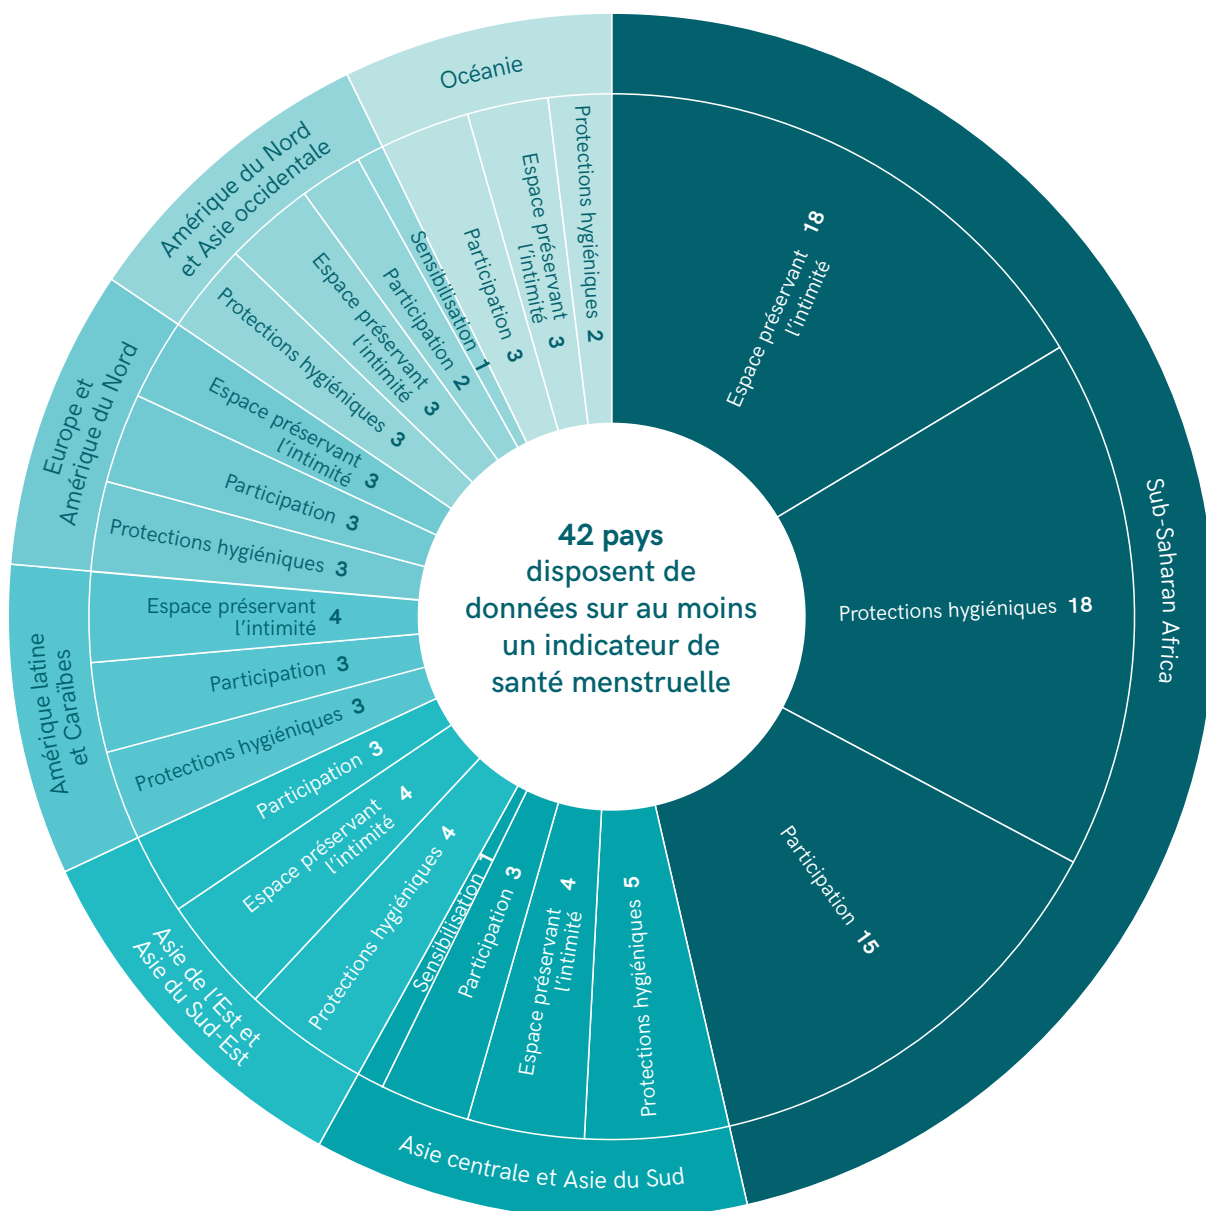 42 pays
disposent de
données sur au moins
un indicateur de
santé menstruelle
Sub-Saharan Africa
Espace préservant
l'intimité
18
Protections hygiéniques 18
Participation 15
Asie centrale et Asie du Sud
Protections hygiéniques 5
Espace préservant
l'intimité
4
Participation 3
Sensibilisation 1
Asie de l'Est et
Asie du Sud-Est
Protections hygiéniques 4
Espace préservant
l'intimité
4
Participation 3
Amérique latine
et Caraïbes
Protections hygiéniques 3
Participation 3
Espace préservant
l'intimité
4
Europe et
Amérique du Nord
Protections hygiéniques 3
Participation 3
Espace préservant
l'intimité
3
Amérique du Nord
et Asie occidentale
Protections hygiéniques 3
Espace préservant
l'intimité
3
Participation 2
Sensibilisation 1
Océanie
Participation 3
Espace préservant
l'intimité
3
Protections hygiéniques 2